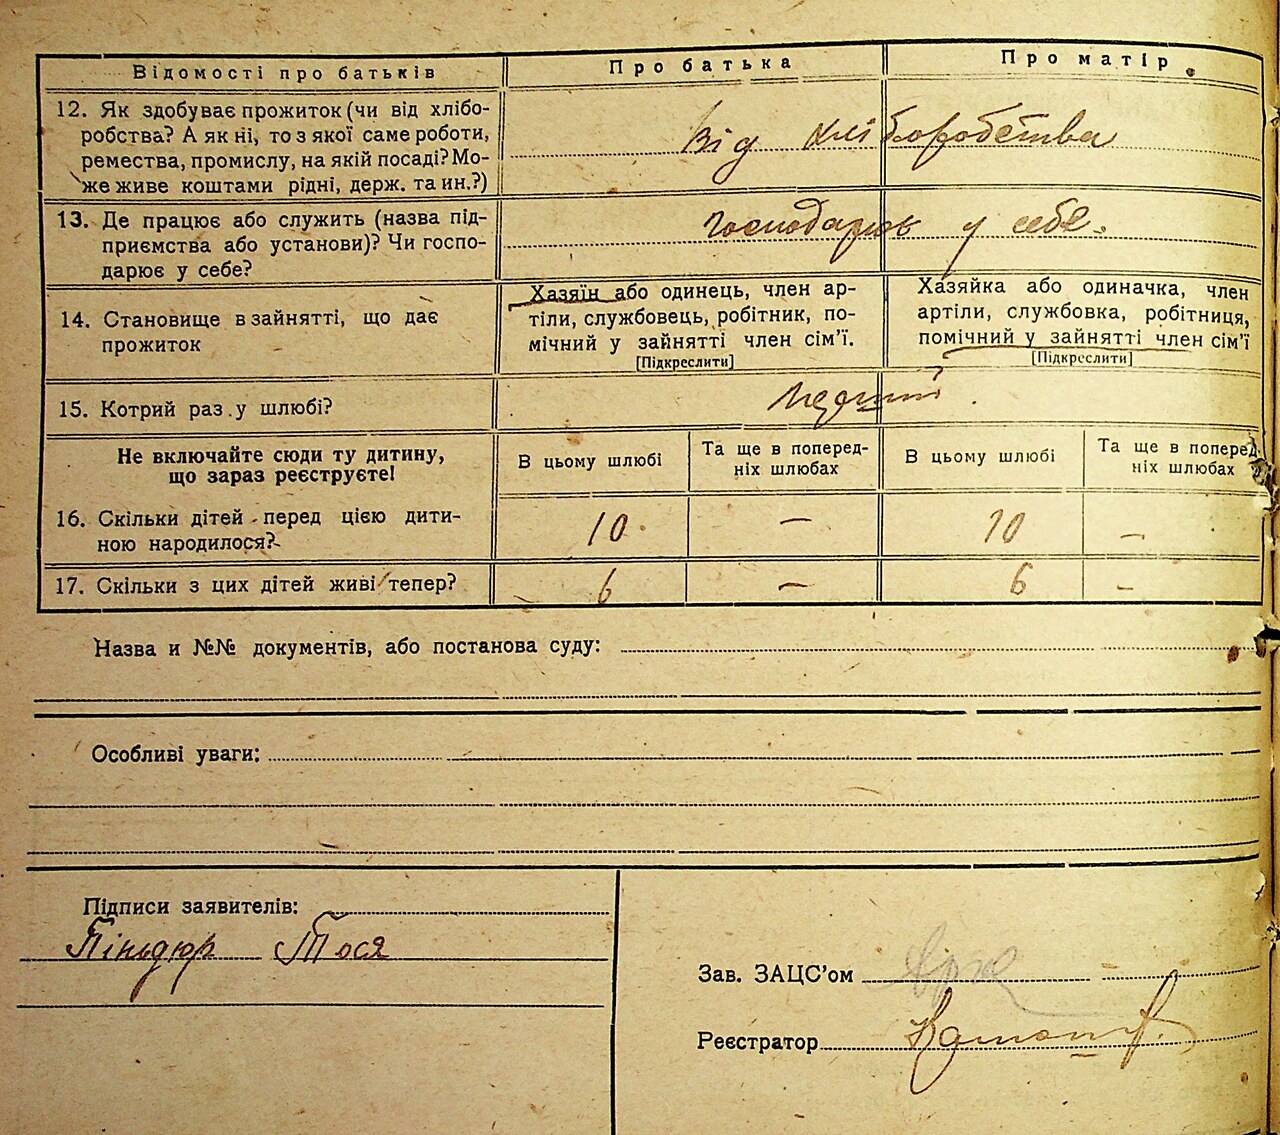 Відомості про батьків Про батька Про матір
12. Як здобуває прожиток (чи від хлібо-
робства? А як ні, то з якої саме роботи,
ремества, промислу, на якій посаді? Мо-
же живе коштами рідні, держ. та ин.?)
Від хліборобства
13. Де працює або служить (назва під-
приємства або установи)? Чи госпо-
дарює у себе?
Господарює у себе.
14. Становище в зайнятті, що дає
прожиток
Хазяїн або одинець, член ар-
тіли, службовець, робітник, по-
мічний у зайнятті член сім’ї.
[Підкреслити]
Хазяйка або одиначка, член
артіли, службовка, робітниця,
помічний у зайнятті член сім’ї
[Підкреслити]
15. Котрий раз у шлюбі?
Не включайте сюди ту дитину,
що зараз реєструєте!
В цьому шлюбі
Та ще в поперед-
ніх шлюбах
В цьому шлюбі
Та ще в поперед-
ніх шлюбах
16. Скільки дітей перед цією дити-
ною народилося?
10 — 10 —
17. Скільки з цих дітей живі тепер? 6 — 6 —
Назва и №№ документів, або постанова суду:
Особливі уваги:
Підписи заявителів:
Піньдюр Тося
Зав. ЗАЦС’ом
Реєстратор